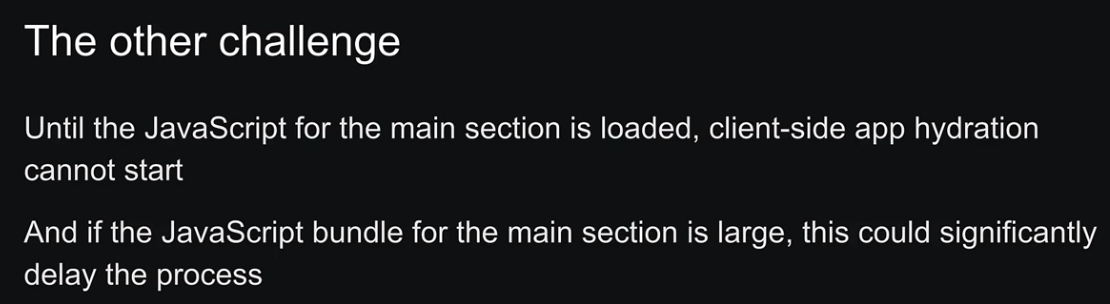 The other challenge
Until the JavaScript for the main section is loaded, client-side app hydration
cannot start
And if the JavaScript bundle for the main section is large, this could significantly
delay the process